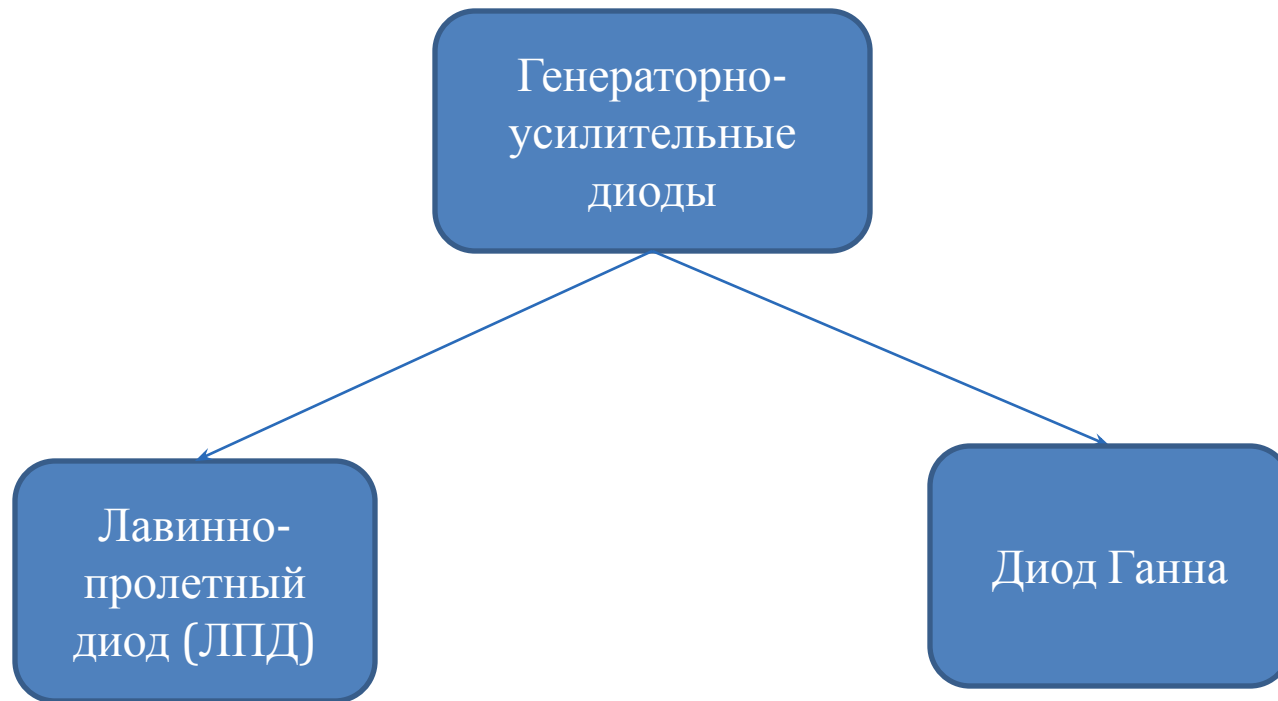 Генераторно-
усилительные
диоды
Лавинно-
пролетный
диод (ЛПД)
Диод Ганна